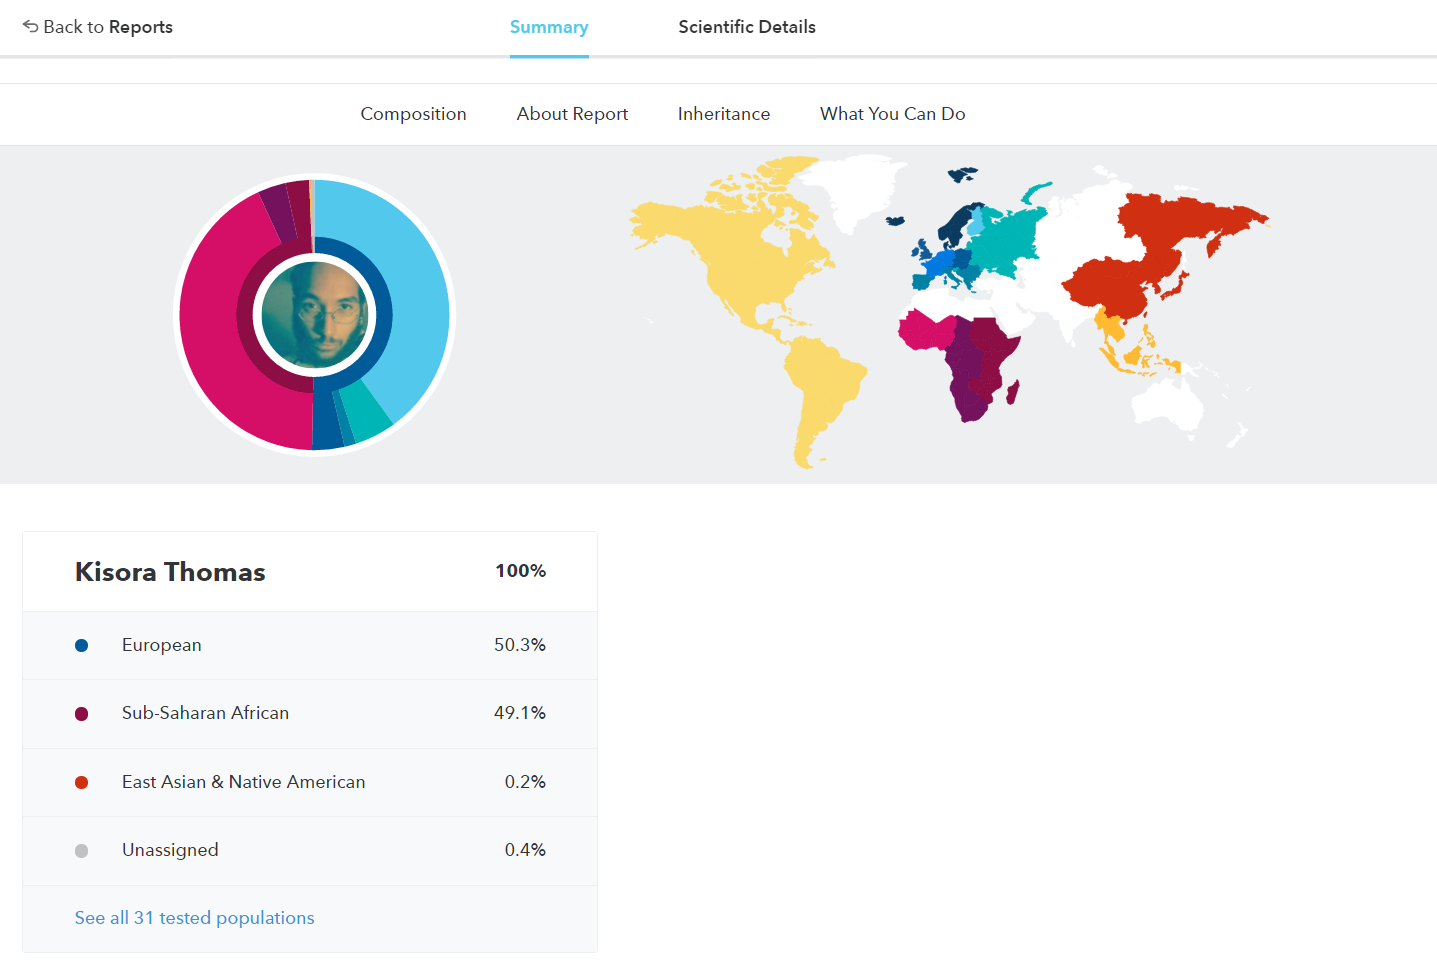 Back to Reports
Summary
Scientific Details
Composition
About Report
Inheritance
What You Can Do
Kisora Thomas 100%
European 50.3%
Sub-Saharan African 49.1%
East Asian & Native American 0.2%
Unassigned 0.4%
See all 31 tested populations